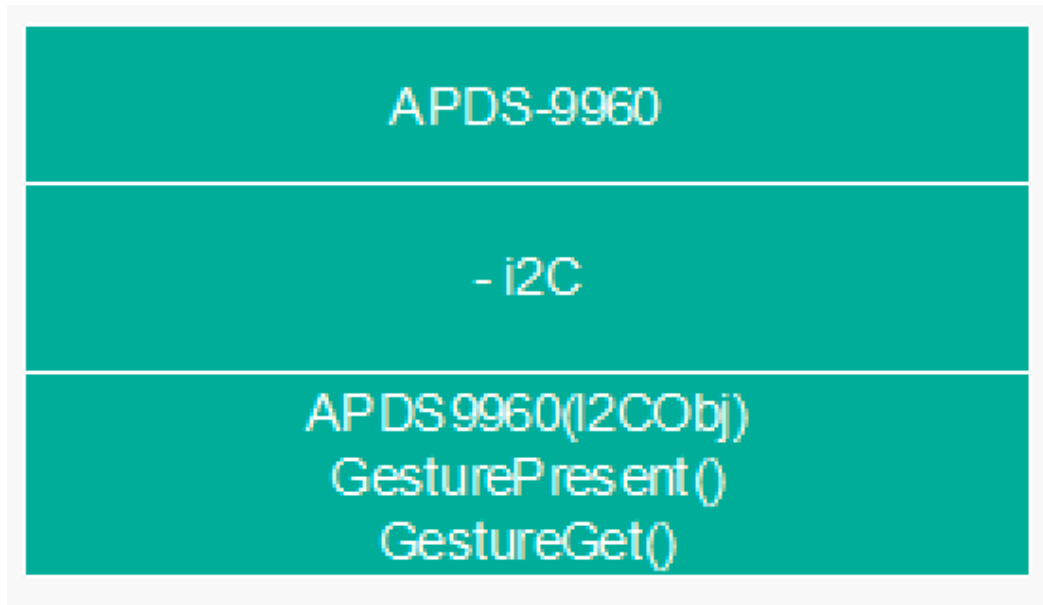 APDS-9960
- i2C
APDS9960(I2CObj)
GesturePresent()
GestureGet()